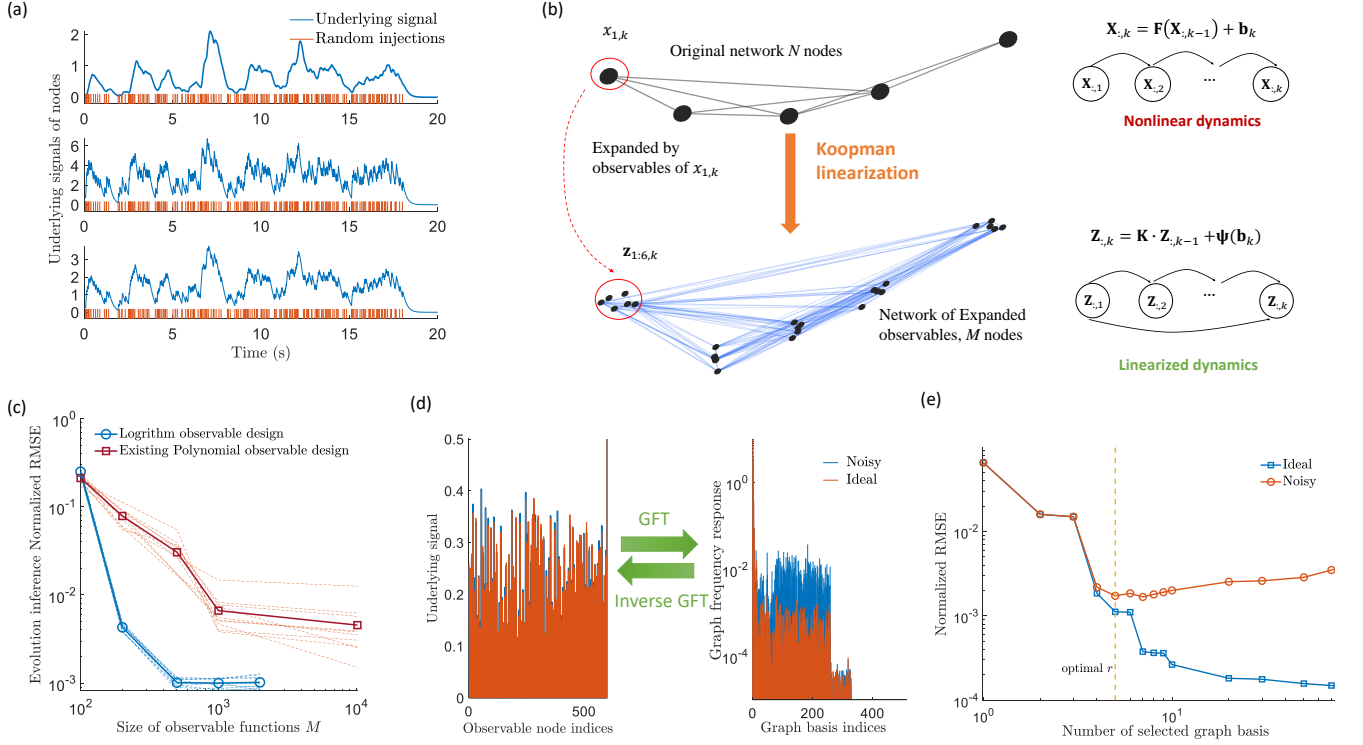 (a)
Underlying signal
Random injections
Underlying signals of nodes
2
1
0
0 5 10 15 20
6
4
2
0
0 5 10 15 20
3
2
1
0
0 5 10 15 20
Time (s)
(b)
x1,k
Original network N nodes
Expanded by
observables of x1,k
Koopman
linearization
z1:6,k
Network of Expanded
observables, M nodes
X:,k = F(X:,k−1) + bk
X:,1 X:,2 ... X:,k
Nonlinear dynamics
Z:,k = K · Z:,k−1 +ψ(bk)
Z:,1 Z:,2 ... Z:,k
Linearized dynamics
(c)
Logrithm observable design
Existing Polynomial observable design
Evolution inference Normalized RMSE
10^0
10^-1
10^-2
10^-3
10^2 10^3 10^4
Size of observable functions M
(d)
Underlying signal
0.5
0.4
0.3
0.2
0.1
0
0 500
Observable node indices
GFT
Inverse GFT
Noisy
Ideal
Graph frequency response
10^0
10^-2
10^-4
0 200 400
Graph basis indices
(e)
Ideal
Noisy
Normalized RMSE
10^-2
10^-3
10^-4
optimal r
10^0 10^1
Number of selected graph basis